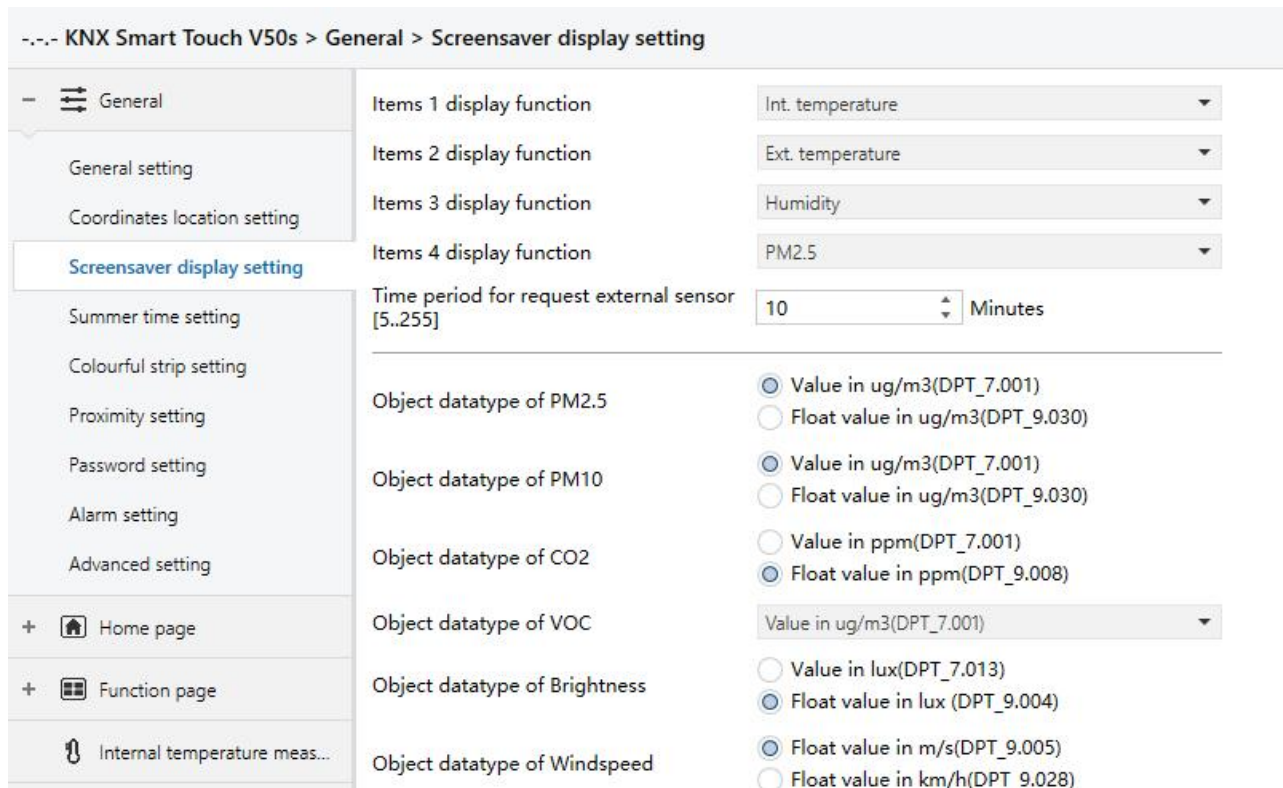 -.-.- KNX Smart Touch V50s > General > Screensaver display setting
General
General setting
Coordinates location setting
Screensaver display setting
Summer time setting
Colourful strip setting
Proximity setting
Password setting
Alarm setting
Advanced setting
Home page
Function page
Internal temperature meas...
Items 1 display function
Int. temperature
Items 2 display function
Ext. temperature
Items 3 display function
Humidity
Items 4 display function
PM2.5
Time period for request external sensor
[5..255]
10
Minutes
Object datatype of PM2.5
Value in ug/m3(DPT_7.001)
Float value in ug/m3(DPT_9.030)
Object datatype of PM10
Value in ug/m3(DPT_7.001)
Float value in ug/m3(DPT_9.030)
Object datatype of CO2
Value in ppm(DPT_7.001)
Float value in ppm(DPT_9.008)
Object datatype of VOC
Value in ug/m3(DPT_7.001)
Object datatype of Brightness
Value in lux(DPT_7.013)
Float value in lux (DPT_9.004)
Object datatype of Windspeed
Float value in m/s(DPT_9.005)
Float value in km/h(DPT_9.028)